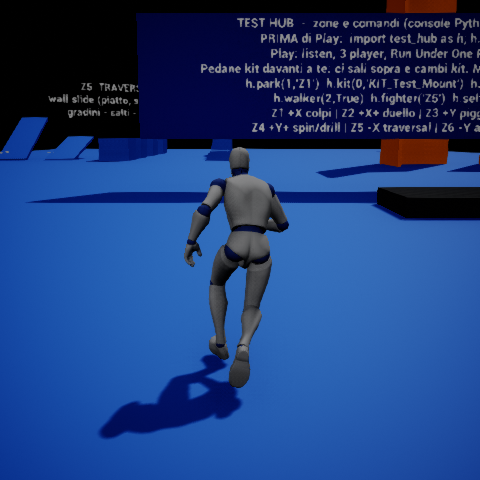 TEST HUB - zone e comandi (console Pyth
PRIMA di Play: import test_hub as h, h.
Play: listen, 3 player, Run Under One P
Pedane kit davanti a te, ci sali sopra e cambi kit. M
h.park(1,'Z1') h.kit(0,'KIT_Test_Mount') h.
h.walker(2,True) h.fighter('Z6') h.set
Z1 +X colpi | Z2 +X+ duello | Z3 +Y pigg
Z4 +Y+ spin/drill | Z5 -X traversal | Z6 -Y a
Z5 TRAVERS
wall slide (piatto, s
gradini - salti -